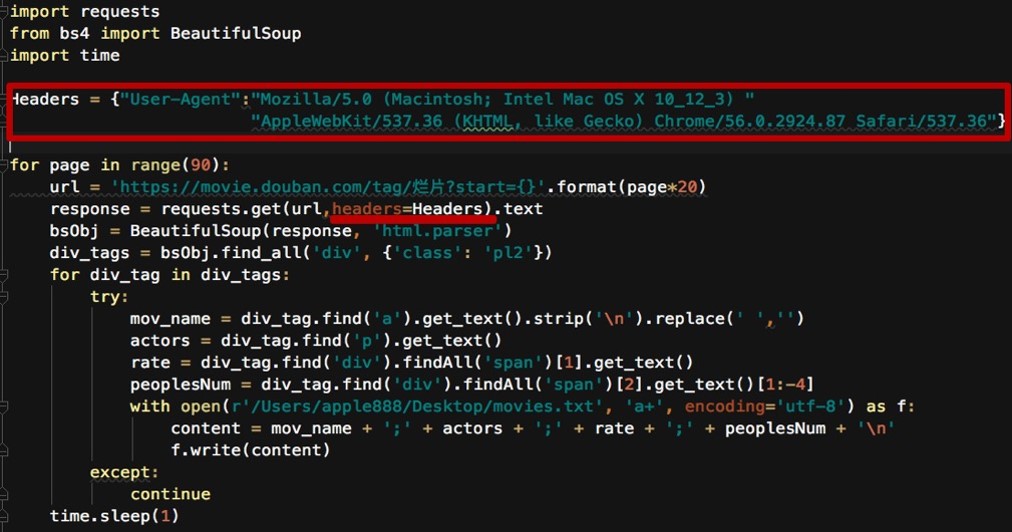 import requests
from bs4 import BeautifulSoup
import time
Headers = {"User-Agent":"Mozilla/5.0 (Macintosh; Intel Mac OS X 10_12_3) "
"AppleWebKit/537.36 (KHTML, like Gecko) Chrome/56.0.2924.87 Safari/537.36"}
for page in range(90):
url = 'https://movie.douban.com/tag/烂片?start={}'.format(page*20)
response = requests.get(url,headers=Headers).text
bsObj = BeautifulSoup(response, 'html.parser')
div_tags = bsObj.find_all('div', {'class': 'pl2'})
for div_tag in div_tags:
try:
mov_name = div_tag.find('a').get_text().strip('\n').replace(' ','')
actors = div_tag.find('p').get_text()
rate = div_tag.find('div').findAll('span')[1].get_text()
peoplesNum = div_tag.find('div').findAll('span')[2].get_text()[1:-4]
with open(r'/Users/apple888/Desktop/movies.txt', 'a+', encoding='utf-8') as f:
content = mov_name + ';' + actors + ';' + rate + ';' + peoplesNum + '\n'
f.write(content)
except:
continue
time.sleep(1)